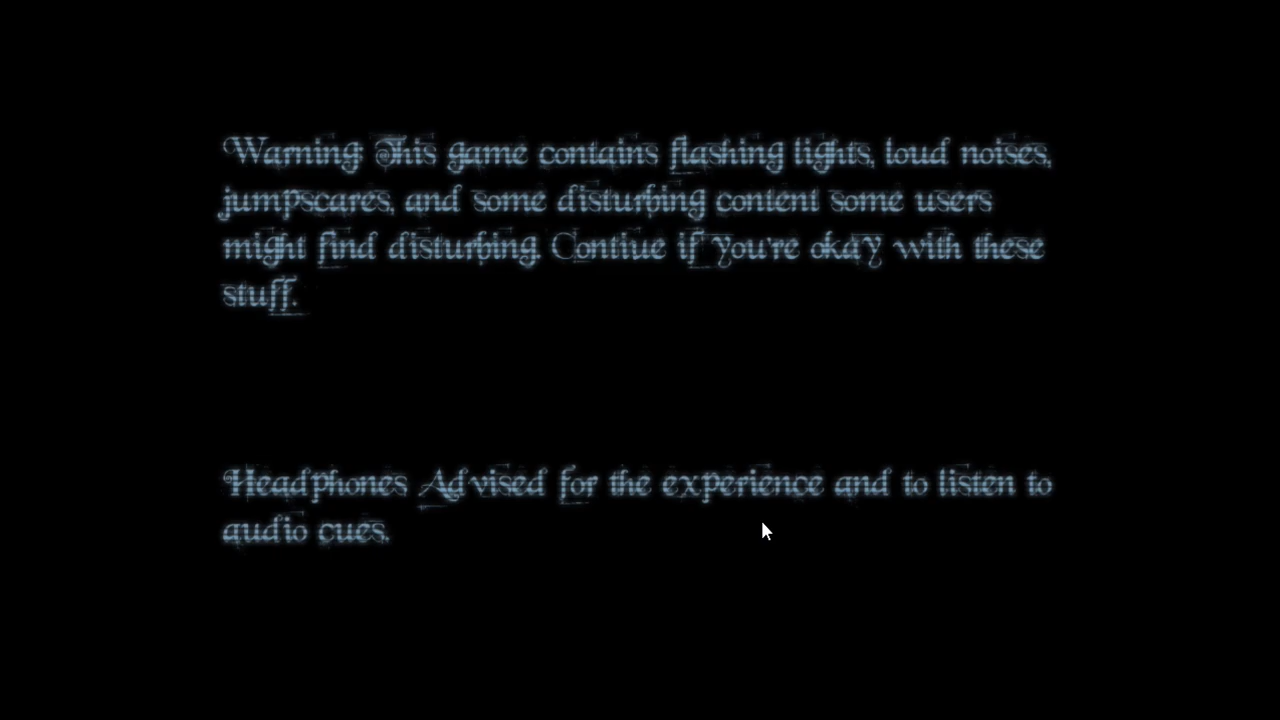 Warning: This game contains flashing lights, loud noises,
jumpscares, and some disturbing content some users
might find disturbing. Contiue if you're okay with these
stuff.
Headphones Advised for the experience and to listen to
audio cues.